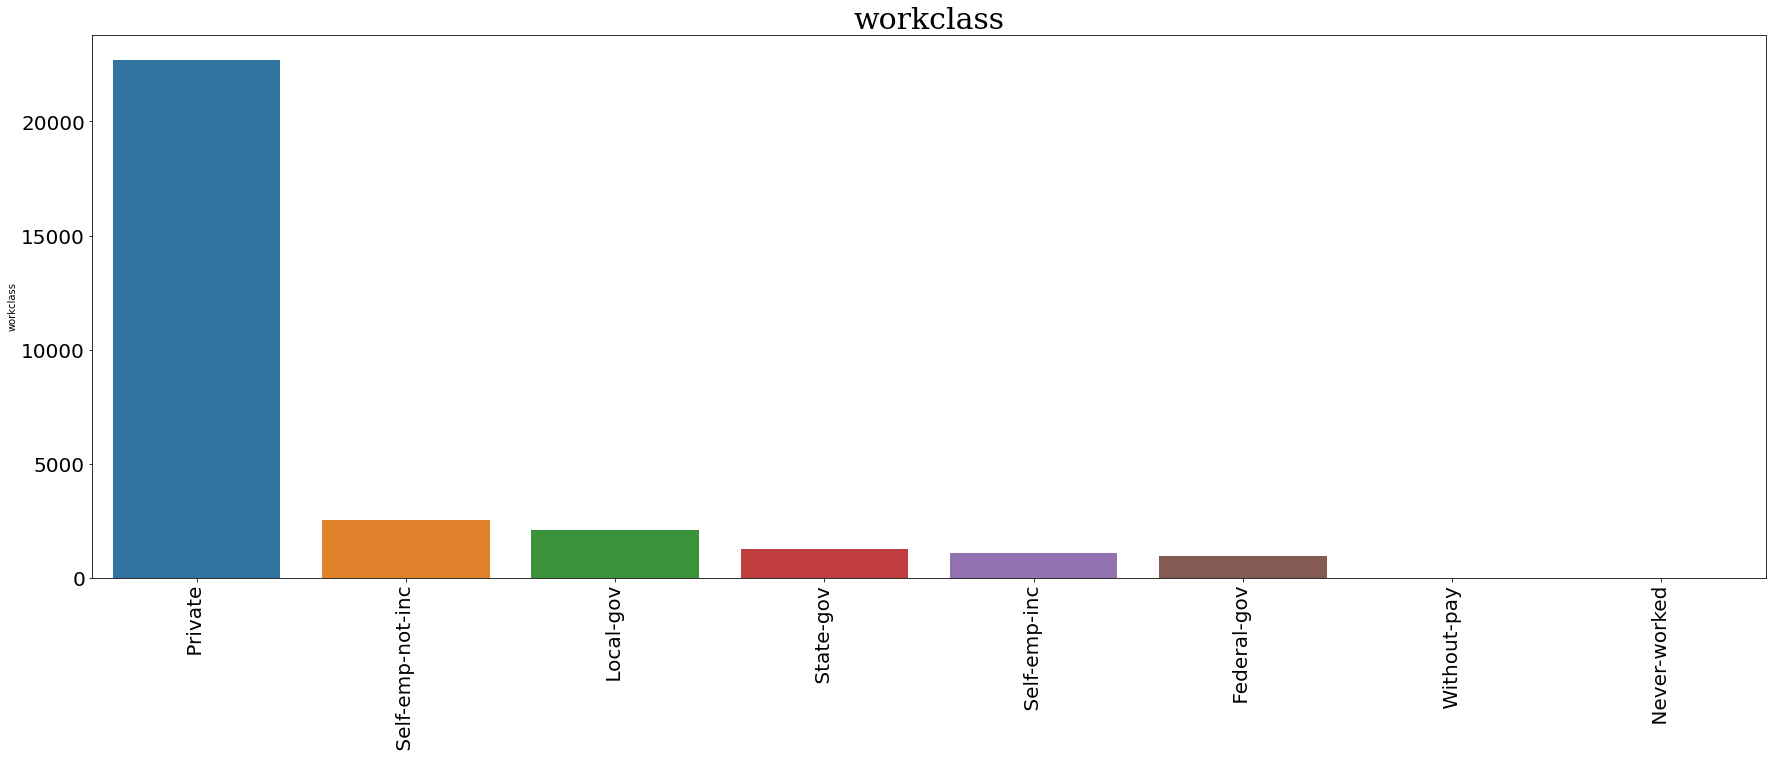 workclass
20000
15000
10000
5000
0
workclass
Private
Self-emp-not-inc
Local-gov
State-gov
Self-emp-inc
Federal-gov
Without-pay
Never-worked